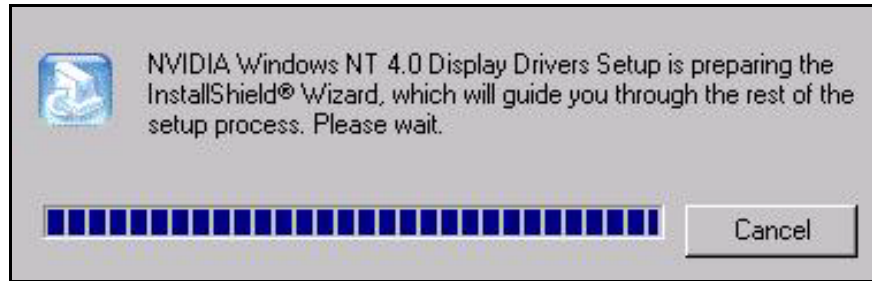 NVIDIA Windows NT 4.0 Display Drivers Setup is preparing the
InstallShield® Wizard, which will guide you through the rest of the
setup process. Please wait.
Cancel